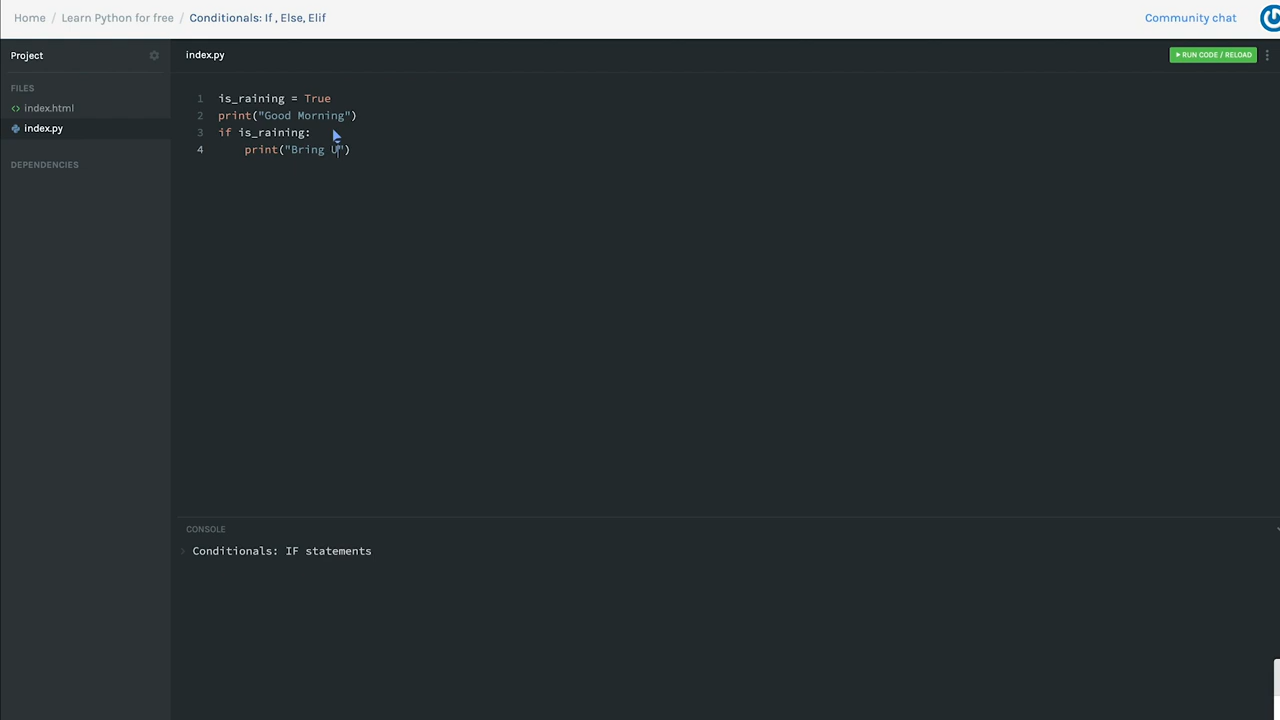 Home / Learn Python for free / Conditionals: If , Else, Elif
Community chat
Project
index.py
RUN CODE / RELOAD
FILES
index.html
index.py
DEPENDENCIES
1 is_raining = True
2 print("Good Morning")
3 if is_raining:
4     print("Bring U")
CONSOLE
Conditionals: IF statements